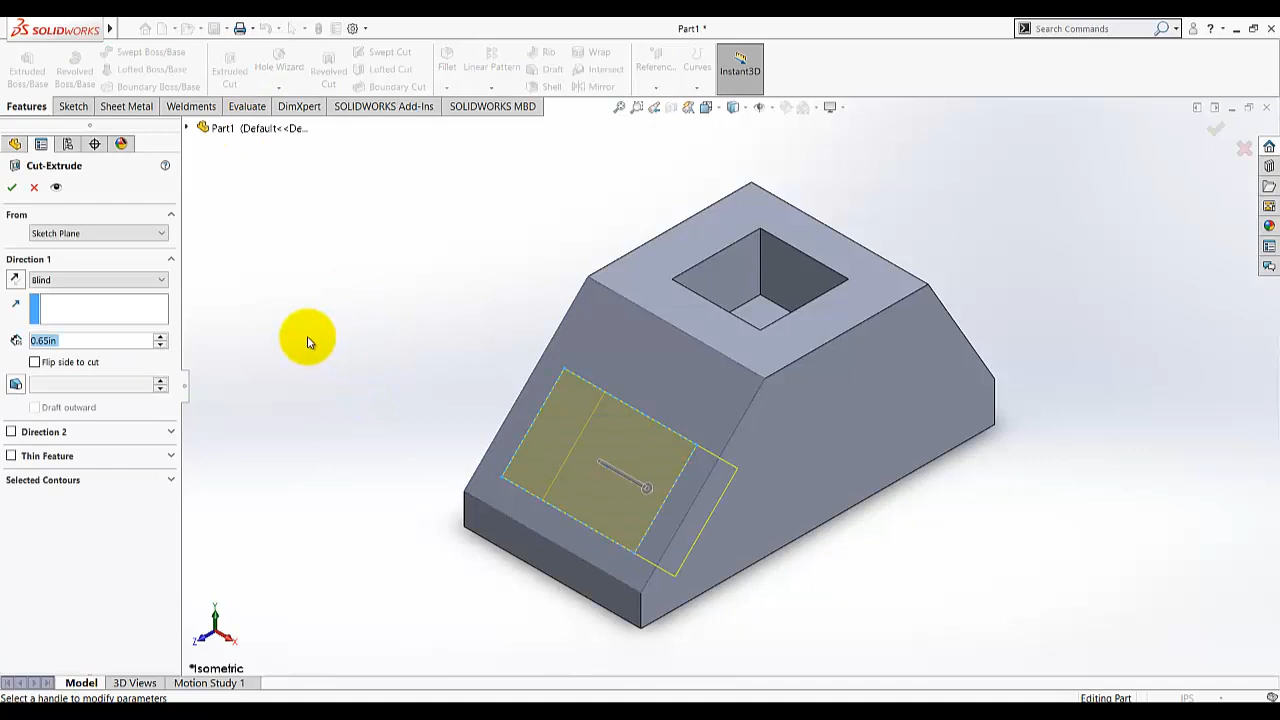 SOLIDWORKS
Part1 *
Search Commands
Extruded Boss/Base
Revolved Boss/Base
Swept Boss/Base
Lofted Boss/Base
Boundary Boss/Base
Extruded Cut
Hole Wizard
Revolved Cut
Swept Cut
Lofted Cut
Boundary Cut
Fillet
Linear Pattern
Rib
Draft
Shell
Wrap
Intersect
Mirror
Referenc...
Curves
Instant3D
Features
Sketch
Sheet Metal
Weldments
Evaluate
DimXpert
SOLIDWORKS Add-Ins
SOLIDWORKS MBD
Part1 (Default<<De...
Cut-Extrude
From
Sketch Plane
Direction 1
Blind
0.65in
Flip side to cut
Draft outward
Direction 2
Thin Feature
Selected Contours
Y
Z
X
*Isometric
Model
3D Views
Motion Study 1
Select a handle to modify parameters
Editing Part
IPS